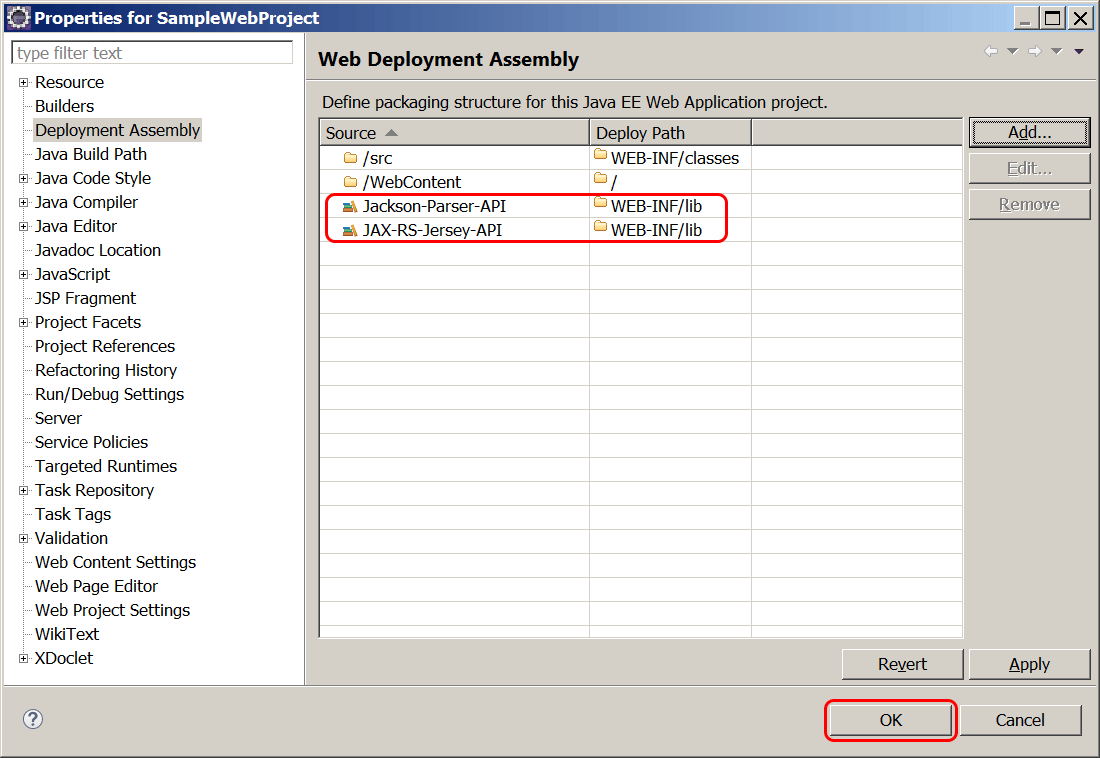 Properties for SampleWebProject
type filter text
Resource
Builders
Deployment Assembly
Java Build Path
Java Code Style
Java Compiler
Java Editor
Javadoc Location
JavaScript
JSP Fragment
Project Facets
Project References
Refactoring History
Run/Debug Settings
Server
Service Policies
Targeted Runtimes
Task Repository
Task Tags
Validation
Web Content Settings
Web Page Editor
Web Project Settings
WikiText
XDoclet
Web Deployment Assembly
Define packaging structure for this Java EE Web Application project.
Source Deploy Path
/src WEB-INF/classes
/WebContent /
Jackson-Parser-API WEB-INF/lib
JAX-RS-Jersey-API WEB-INF/lib
Add...
Edit...
Remove
Revert Apply
? OK Cancel